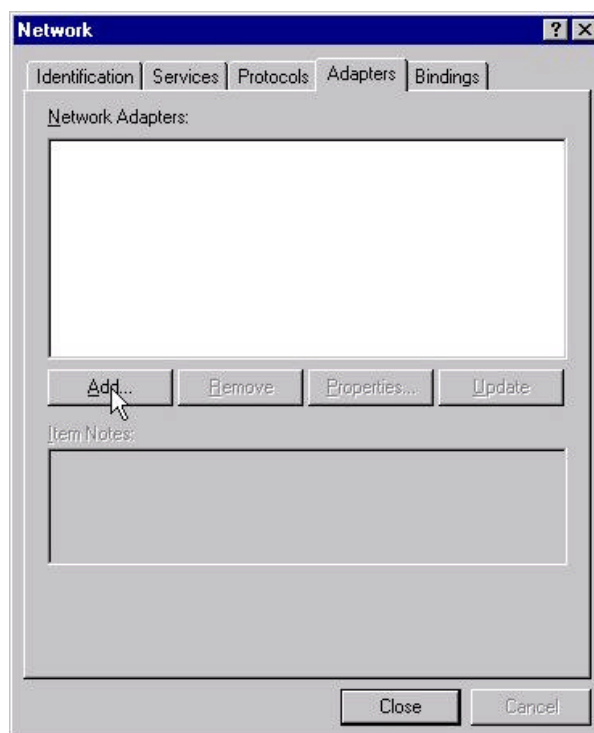 Network
Identification Services Protocols Adapters Bindings
Network Adapters:
Add... Remove Properties... Update
Item Notes:
Close Cancel